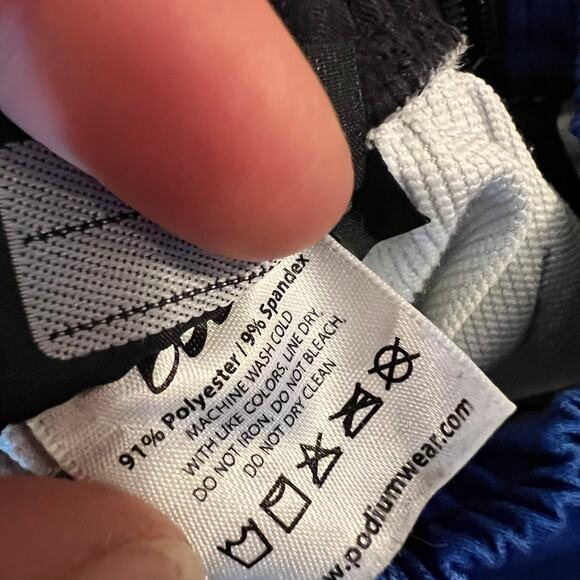 91% Polyester / 9% Spandex
MACHINE WASH COLD
WITH LIKE COLORS, LINE DRY,
DO NOT IRON. DO NOT BLEACH,
DO NOT DRY CLEAN
w.podiumwear.com